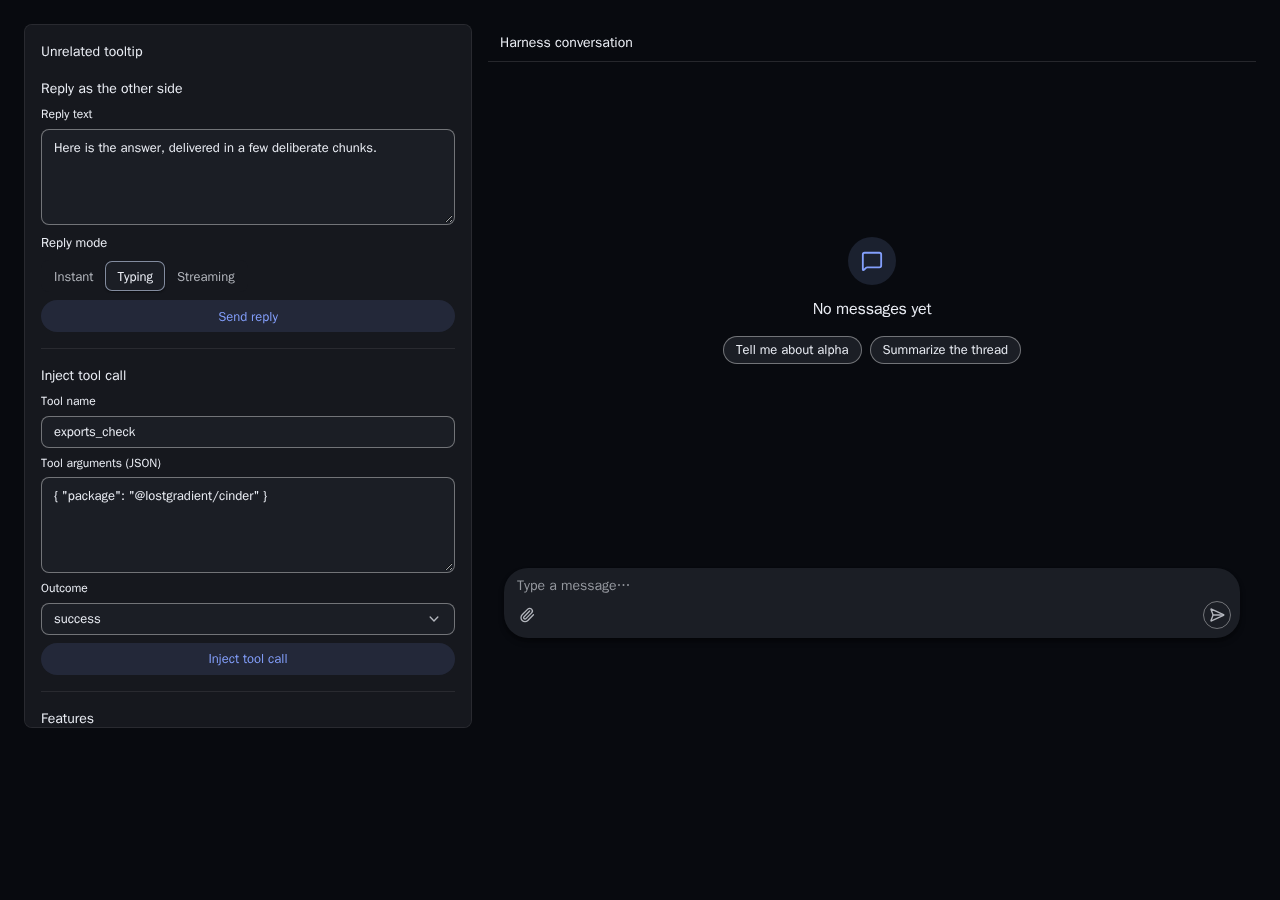 Unrelated tooltip
Reply as the other side
Reply text
Here is the answer, delivered in a few deliberate chunks.
Reply mode
Instant
Typing
Streaming
Send reply
Inject tool call
Tool name
exports_check
Tool arguments (JSON)
{ "package": "@lostgradient/cinder" }
Outcome
success
Inject tool call
Features
Harness conversation
No messages yet
Tell me about alpha
Summarize the thread
Type a message…